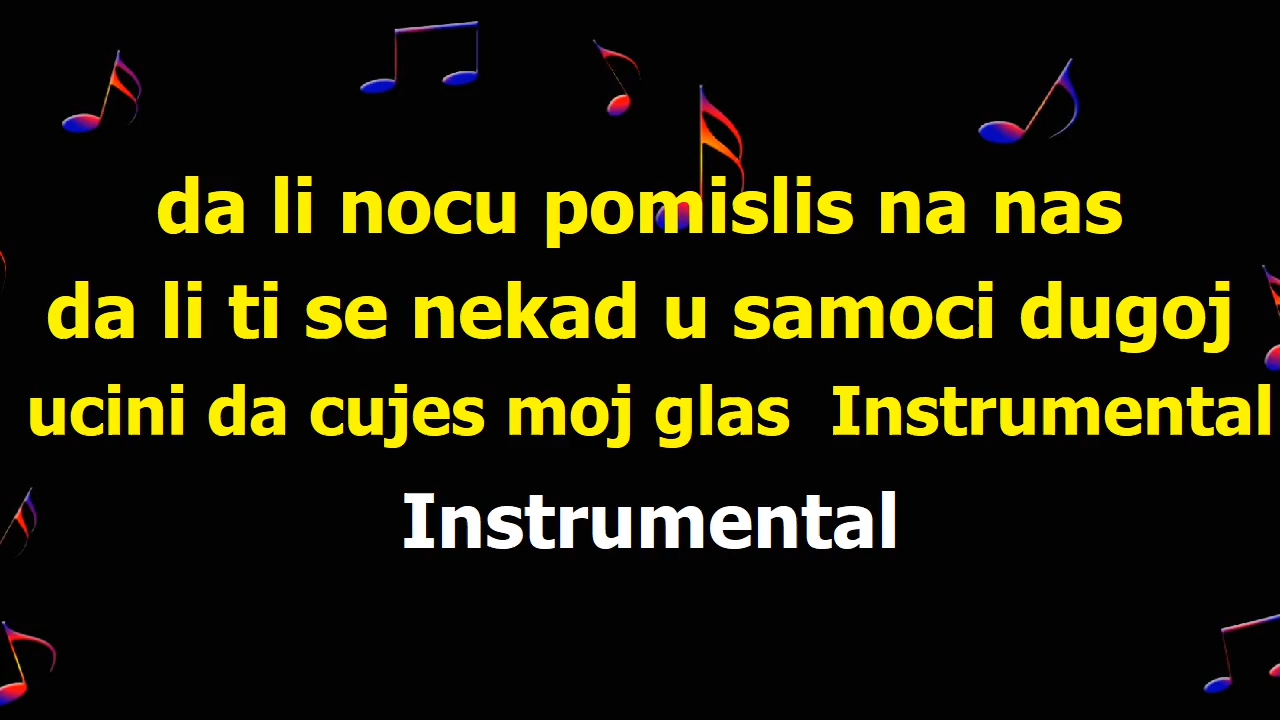 da li nocu pomislis na nas
da li ti se nekad u samoci dugoj
ucini da cujes moj glas  Instrumental
Instrumental